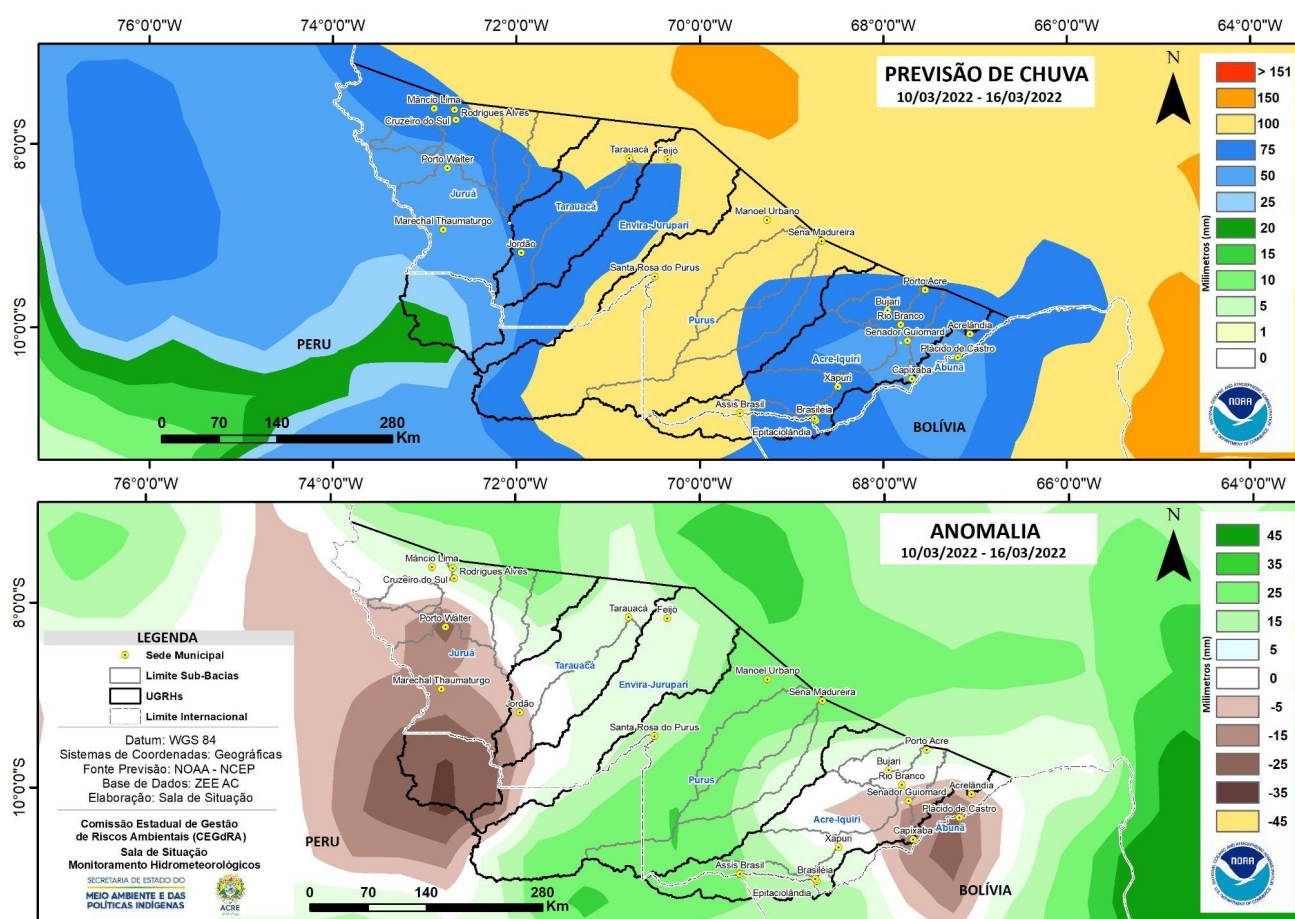 76°0'0"W 74°0'0"W 72°0'0"W 70°0'0"W 68°0'0"W 66°0'0"W 64°0'0"W
PREVISÃO DE CHUVA
10/03/2022 - 16/03/2022
N
8°0'0"S
10°0'0"S
Mâncio Lima
Rodrigues Alves
Cruzeiro do Sul
Porto Walter
Juruá
Marechal Thaumaturgo
Jordão
Tarauacá
Feijó
Tarauacá
Envira-Jurupari
Manoel Urbano
Sena Madureira
Santa Rosa do Purus
Purus
Porto Acre
Bujari
Rio Branco
Acrelândia
Senador Guiomard
Plácido de Castro
Acre-Iquiri
Abunã
Capixaba
Xapuri
Assis Brasil
Brasiléia
Epitaciolândia
PERU
BOLÍVIA
0 70 140 280
Km
Milímetros (mm)
> 151
150
100
75
50
25
20
15
10
5
1
0
NOAA
76°0'0"W 74°0'0"W 72°0'0"W 70°0'0"W 68°0'0"W 66°0'0"W 64°0'0"W
ANOMALIA
10/03/2022 - 16/03/2022
N
8°0'0"S
10°0'0"S
Mâncio Lima
Rodrigues Alves
Cruzeiro do Sul
Porto Walter
Juruá
Marechal Thaumaturgo
Jordão
Tarauacá
Feijó
Tarauacá
Envira-Jurupari
Manoel Urbano
Sena Madureira
Santa Rosa do Purus
Purus
Porto Acre
Bujari
Rio Branco
Acrelândia
Senador Guiomard
Plácido de Castro
Acre-Iquiri
Abunã
Capixaba
Xapuri
Assis Brasil
Brasiléia
Epitaciolândia
PERU
BOLÍVIA
0 70 140 280
Km
Milímetros (mm)
45
35
25
15
5
0
-5
-15
-25
-35
-45
NOAA
LEGENDA
Sede Municipal
Limite Sub-Bacias
UGRHs
Limite Internacional
Datum: WGS 84
Sistemas de Coordenadas: Geográficas
Fonte Previsão: NOAA - NCEP
Base de Dados: ZEE AC
Elaboração: Sala de Situação
Comissão Estadual de Gestão
de Riscos Ambientais (CEGdRA)
Sala de Situação
Monitoramento Hidrometeorológicos
SECRETARIA DE ESTADO DO
MEIO AMBIENTE E DAS
POLÍTICAS INDÍGENAS
ACRE